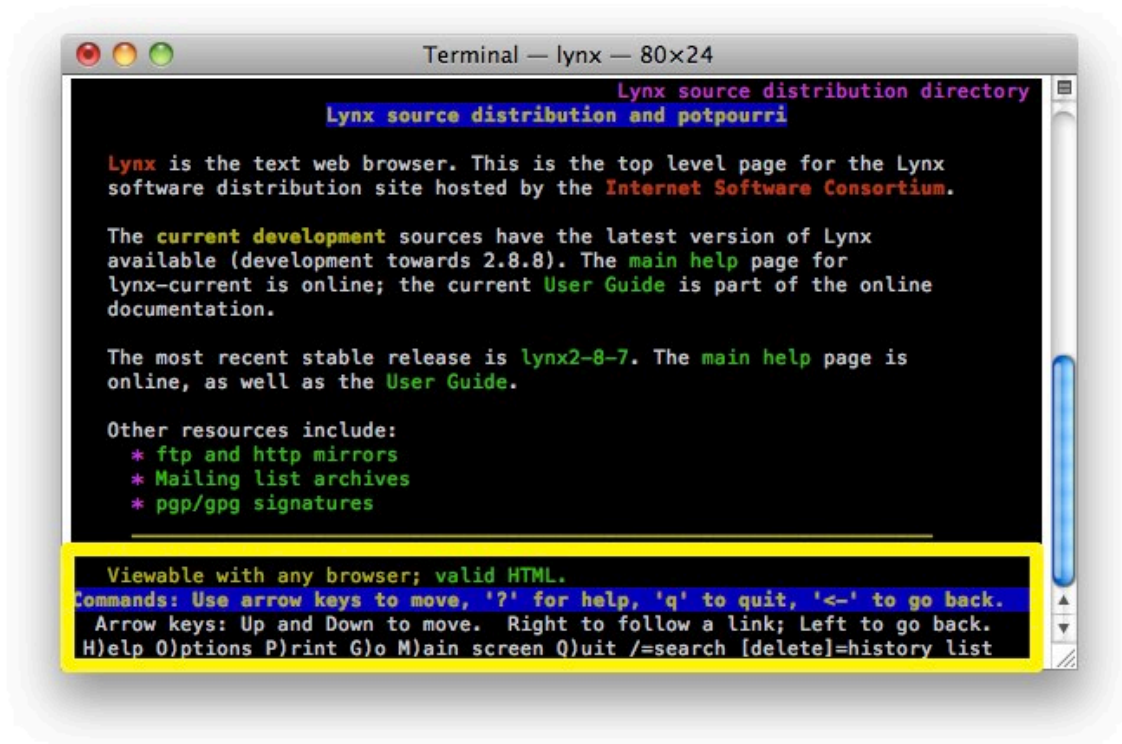 Terminal — lynx — 80×24
Lynx source distribution directory
Lynx source distribution and potpourri
Lynx is the text web browser. This is the top level page for the Lynx
software distribution site hosted by the Internet Software Consortium.
The current development sources have the latest version of Lynx
available (development towards 2.8.8). The main help page for
lynx-current is online; the current User Guide is part of the online
documentation.
The most recent stable release is lynx2-8-7. The main help page is
online, as well as the User Guide.
Other resources include:
* ftp and http mirrors
* Mailing list archives
* pgp/gpg signatures
Viewable with any browser; valid HTML.
Commands: Use arrow keys to move, '?' for help, 'q' to quit, '<-' to go back.
Arrow keys: Up and Down to move. Right to follow a link; Left to go back.
H)elp O)ptions P)rint G)o M)ain screen Q)uit /=search [delete]=history list